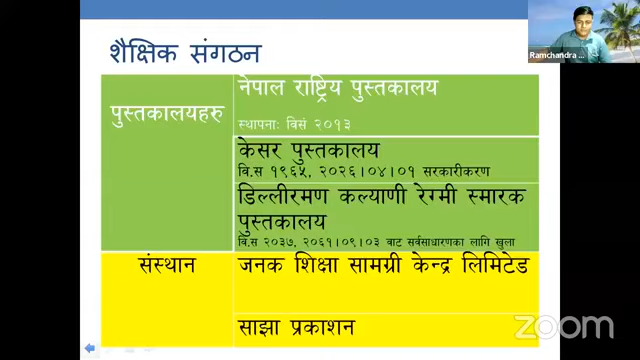 शैक्षिक संगठन
Ramchandra ...
पुस्तकालयहरु
नेपाल राष्ट्रिय पुस्तकालय
स्थापनाः विसं २०१३
केसर पुस्तकालय
वि.स १९६५, २०२६।०४।०१ सरकारीकरण
डिल्लीरमण कल्याणी रेग्मी स्मारक
पुस्तकालय
वि.स २०३७, २०६१।०९।०३ बाट सर्वसाधारणका लागि खुला
संस्थान
जनक शिक्षा सामग्री केन्द्र लिमिटेड
साझा प्रकाशन
zoom